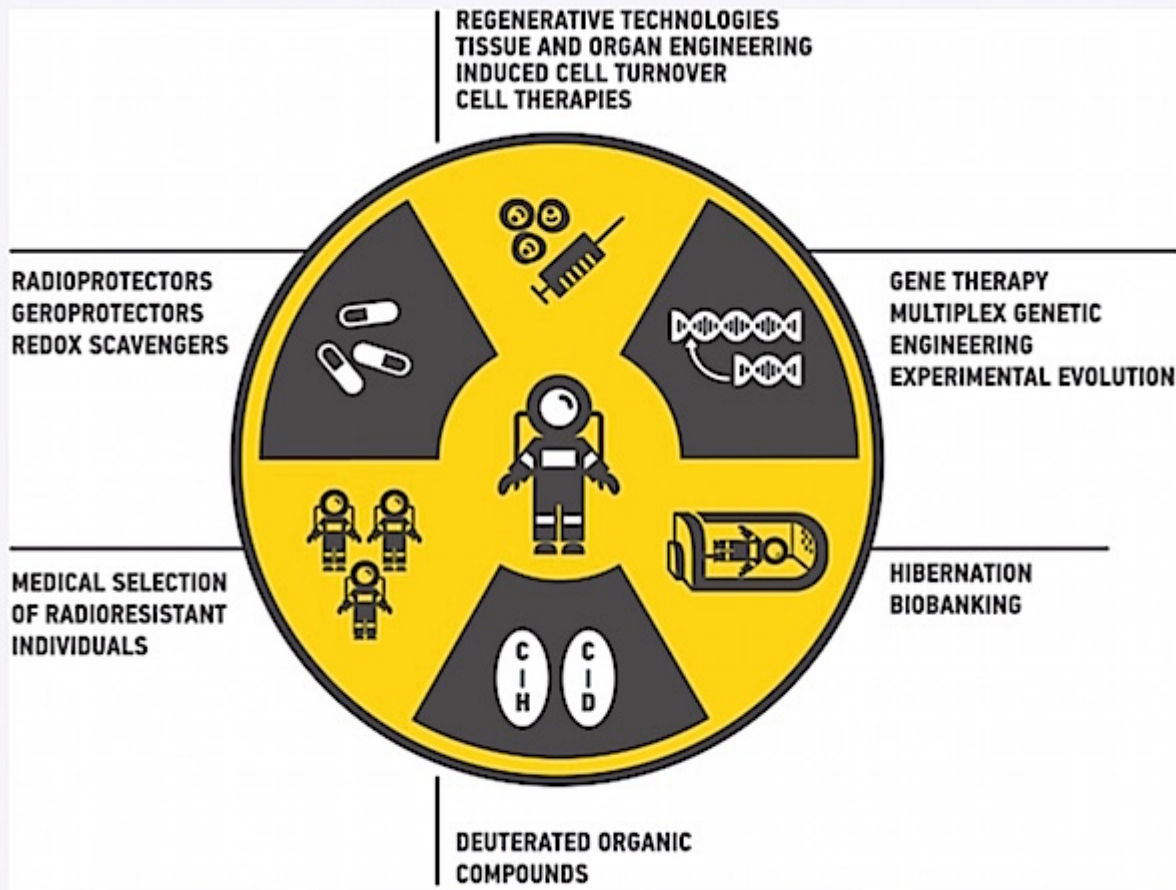 REGENERATIVE TECHNOLOGIES
TISSUE AND ORGAN ENGINEERING
INDUCED CELL TURNOVER
CELL THERAPIES
RADIOPROTECTORS
GEROPROTECTORS
REDOX SCAVENGERS
GENE THERAPY
MULTIPLEX GENETIC
ENGINEERING
EXPERIMENTAL EVOLUTION
MEDICAL SELECTION
OF RADIORESISTANT
INDIVIDUALS
HIBERNATION
BIOBANKING
C
I
H
C
I
D
DEUTERATED ORGANIC
COMPOUNDS